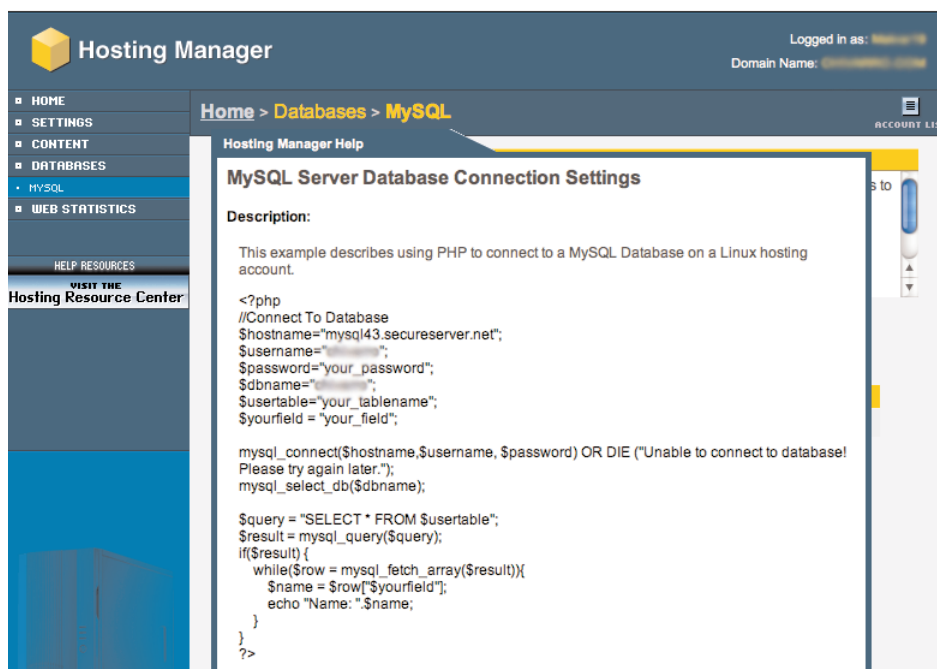 Hosting Manager
Logged in as:
Domain Name:
HOME
SETTINGS
CONTENT
DATABASES
MYSQL
WEB STATISTICS
HELP RESOURCES
VISIT THE
Hosting Resource Center
Home > Databases > MySQL
ACCOUNT LIS
Hosting Manager Help
s to
MySQL Server Database Connection Settings
Description:
This example describes using PHP to connect to a MySQL Database on a Linux hosting
account.
<?php
//Connect To Database
$hostname="mysql43.secureserver.net";
$username="";
$password="your_password";
$dbname="";
$usertable="your_tablename";
$yourfield = "your_field";
mysql_connect($hostname,$username, $password) OR DIE ("Unable to connect to database!
Please try again later.");
mysql_select_db($dbname);
$query = "SELECT * FROM $usertable";
$result = mysql_query($query);
if($result) {
while($row = mysql_fetch_array($result)){
$name = $row["$yourfield"];
echo "Name: ".$name;
}
}
?>